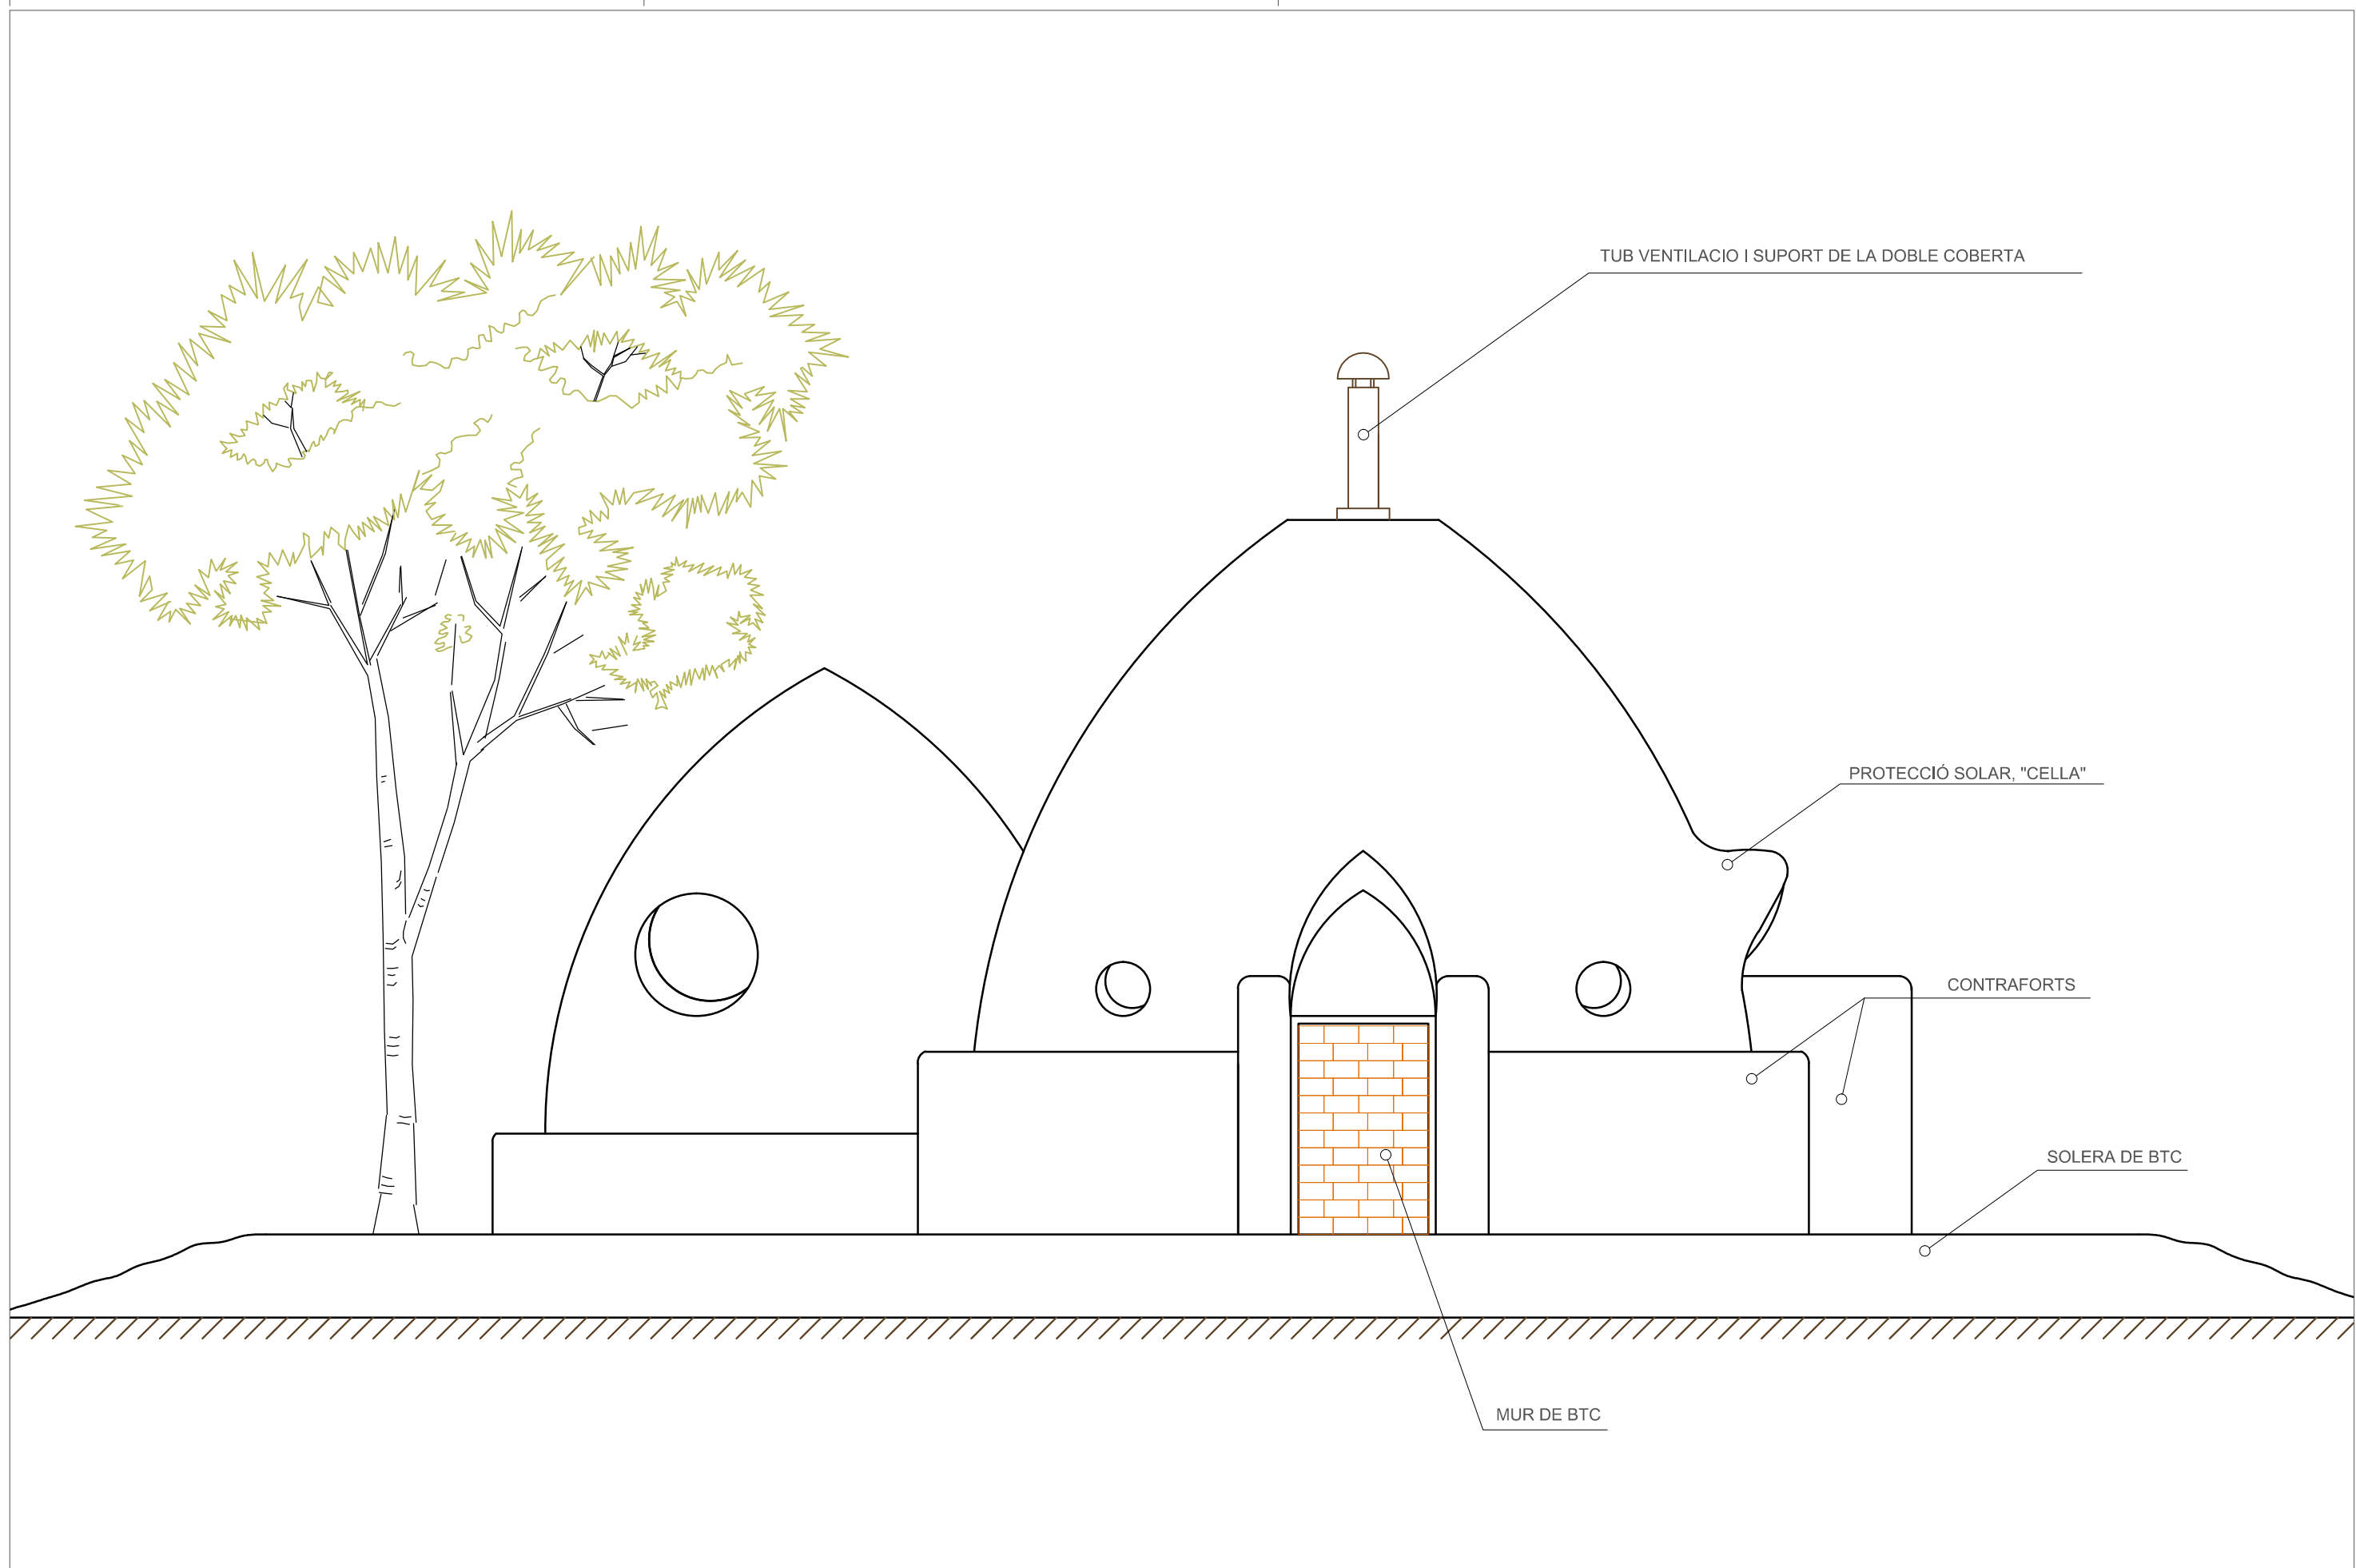 TUB VENTILACIO I SUPORT DE LA DOBLE COBERTA
PROTECCIÓ SOLAR, "CELLA"
CONTRAFORTS
SOLERA DE BTC
MUR DE BTC